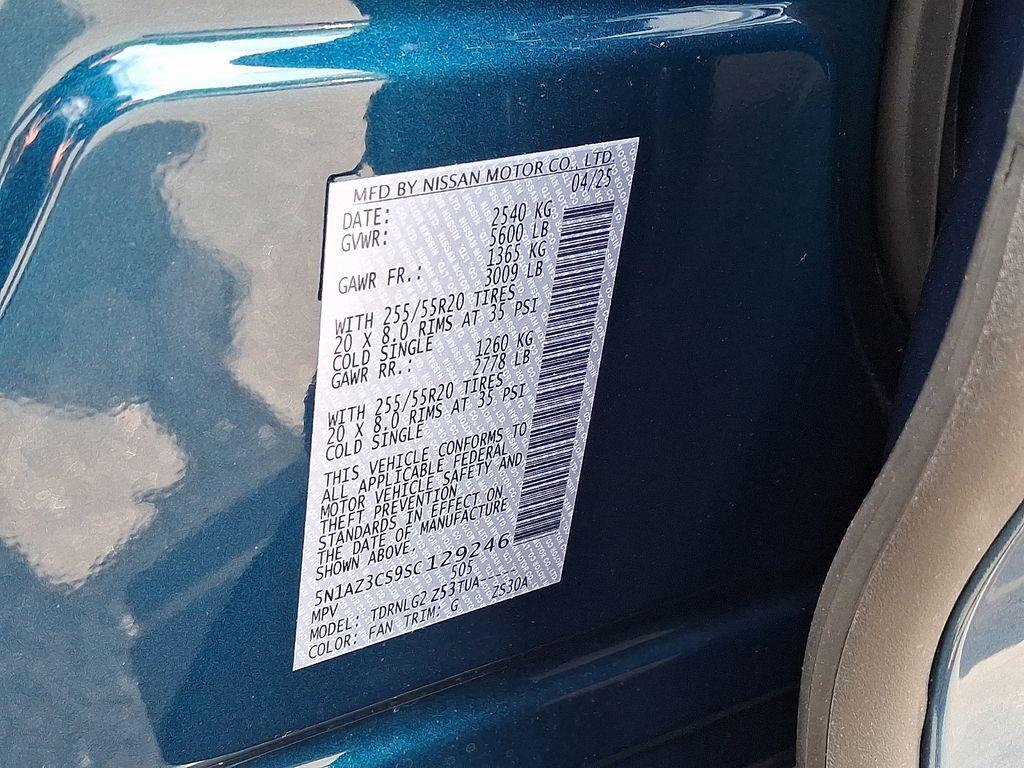 MFD BY NISSAN MOTOR CO., LTD.
DATE: 04/25
GVWR: 2540 KG
5600 LB
GAWR FR.: 1365 KG
3009 LB
WITH 255/55R20 TIRES
20 X 8.0 RIMS AT 35 PSI
COLD SINGLE
GAWR RR.: 1260 KG
2778 LB
WITH 255/55R20 TIRES
20 X 8.0 RIMS AT 35 PSI
COLD SINGLE
THIS VEHICLE CONFORMS TO
ALL APPLICABLE FEDERAL
MOTOR VEHICLE SAFETY AND
THEFT PREVENTION
STANDARDS IN EFFECT ON
THE DATE OF MANUFACTURE
SHOWN ABOVE.
5N1AZ3CS9SC129246
MPV 505
MODEL: TDRNLG2 Z53TUA-----
COLOR: FAN TRIM: G ZS30A